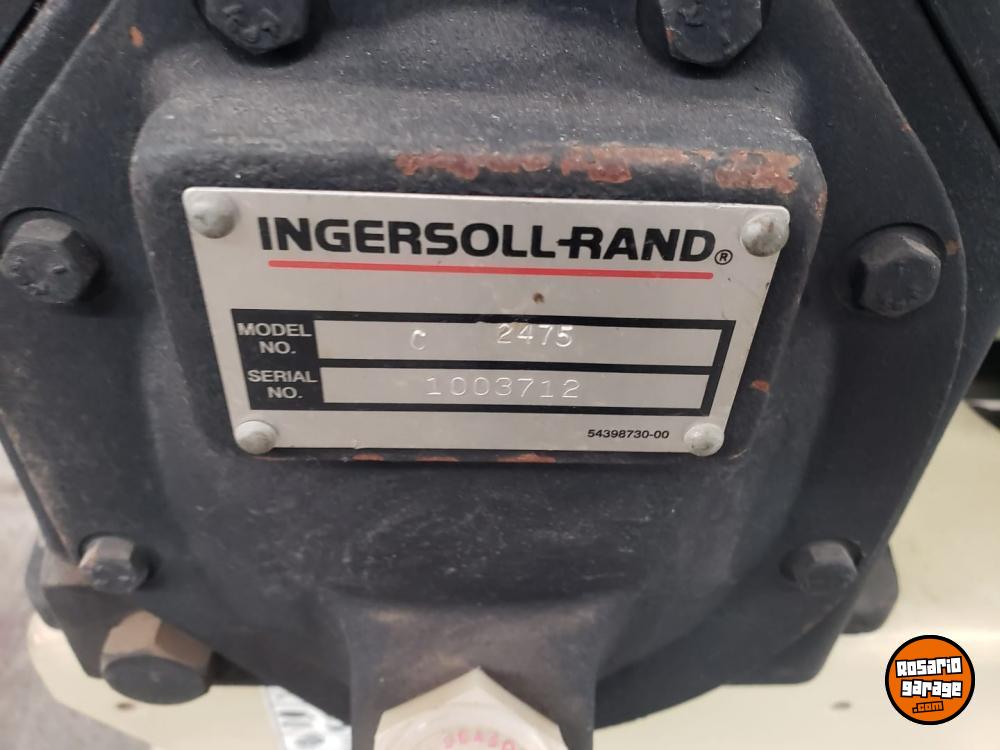 INGERSOLL-RAND®
MODEL NO. C 2475
SERIAL NO. 1003712
54398730-00
Rosario
garage
.com